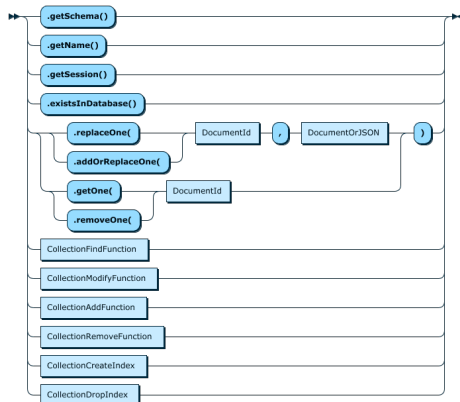 .getSchema()
.getName()
.getSession()
.existsInDatabase()
.replaceOne( DocumentId , DocumentOrJSON )
.addOrReplaceOne(
.getOne( DocumentId
.removeOne(
CollectionFindFunction
CollectionModifyFunction
CollectionAddFunction
CollectionRemoveFunction
CollectionCreateIndex
CollectionDropIndex